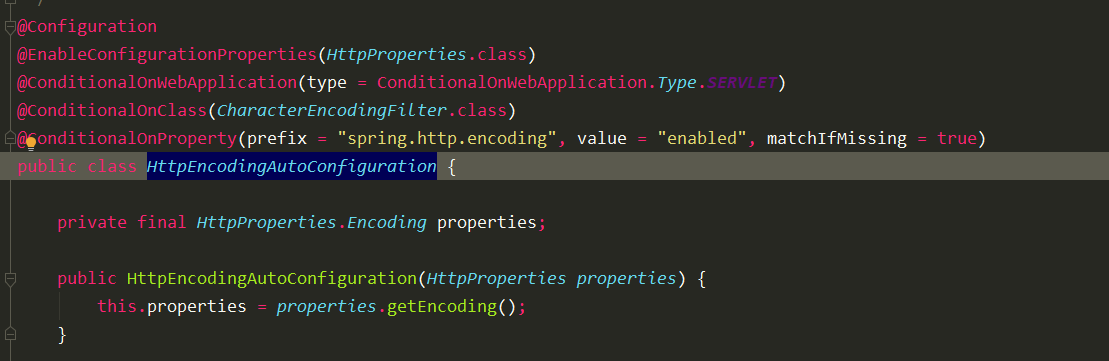 @Configuration
@EnableConfigurationProperties(HttpProperties.class)
@ConditionalOnWebApplication(type = ConditionalOnWebApplication.Type.SERVLET)
@ConditionalOnClass(CharacterEncodingFilter.class)
@ConditionalOnProperty(prefix = "spring.http.encoding", value = "enabled", matchIfMissing = true)
public class HttpEncodingAutoConfiguration {
private final HttpProperties.Encoding properties;
public HttpEncodingAutoConfiguration(HttpProperties properties) {
this.properties = properties.getEncoding();
}